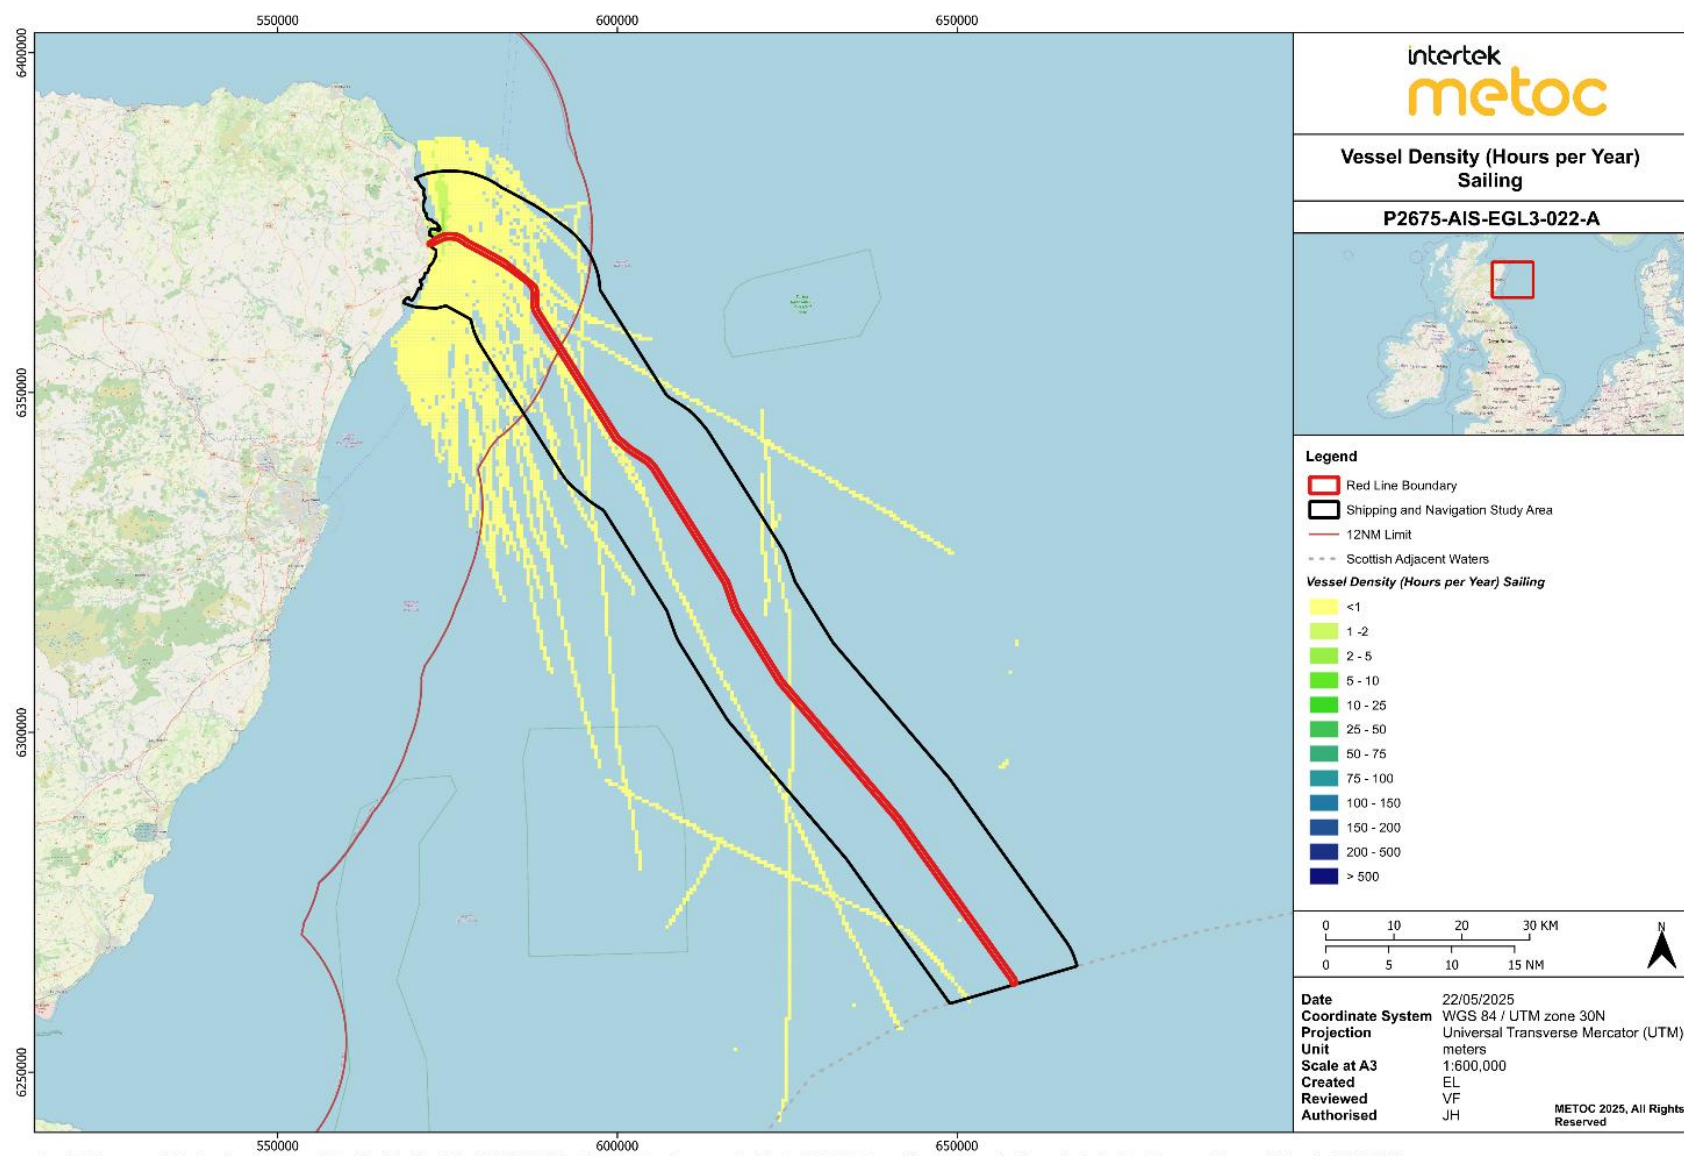 550000
600000
650000
6400000
6350000
6300000
6250000
550000
600000
650000
intertek
metoc
Vessel Density (Hours per Year)
Sailing
P2675-AIS-EGL3-022-A
Legend
Red Line Boundary
Shipping and Navigation Study Area
12NM Limit
Scottish Adjacent Waters
Vessel Density (Hours per Year) Sailing
<1
1 -2
2 - 5
5 - 10
10 - 25
25 - 50
50 - 75
75 - 100
100 - 150
150 - 200
200 - 500
> 500
0 10 20 30 KM
0 5 10 15 NM
N
Date 22/05/2025
Coordinate System WGS 84 / UTM zone 30N
Projection Universal Transverse Mercator (UTM)
Unit meters
Scale at A3 1:600,000
Created EL
Reviewed VF
Authorised JH
METOC 2025, All Rights
Reserved